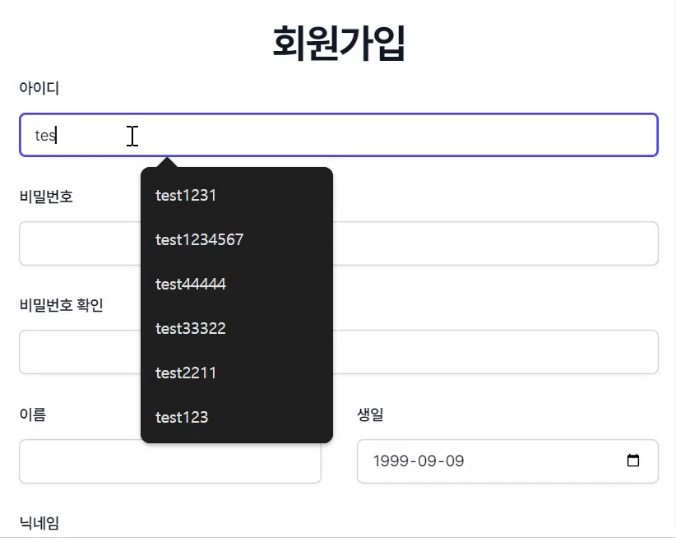 회원가입
아이디
tes
test1231
test1234567
test44444
test33322
test2211
test123
비밀번호
비밀번호 확인
이름
생일
1999-09-09
닉네임